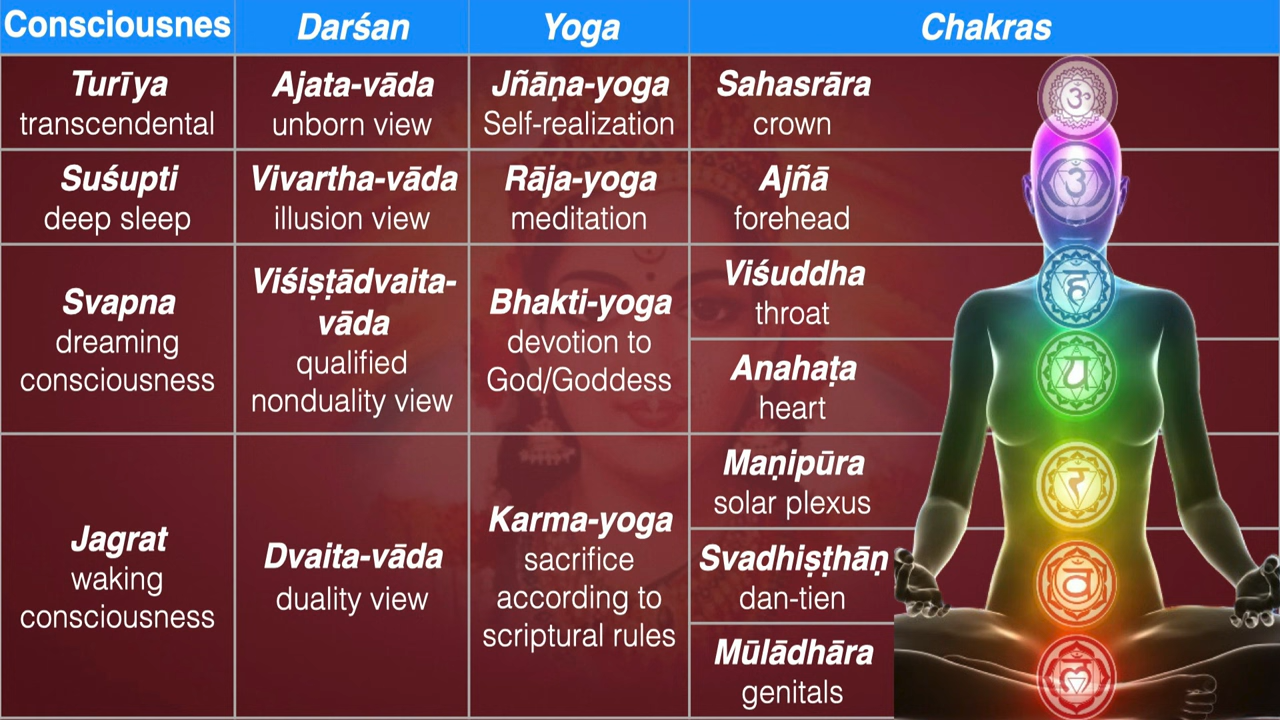 Consciousnes Darśan Yoga Chakras
Turīya
transcendental
Ajata-vāda
unborn view
Jñāṇa-yoga
Self-realization
Sahasrāra
crown
Suśupti
deep sleep
Vivartha-vāda
illusion view
Rāja-yoga
meditation
Ajñā
forehead
Svapna
dreaming
consciousness
Viśiṣṭādvaita-
vāda
qualified
nonduality view
Bhakti-yoga
devotion to
God/Goddess
Viśuddha
throat
Anahaṭa
heart
Jagrat
waking
consciousness
Dvaita-vāda
duality view
Karma-yoga
sacrifice
according to
scriptural rules
Maṇipūra
solar plexus
Svadhiṣṭhāṇ
dan-tien
Mūlādhāra
genitals
ॐ
ॐ
हं
यं
रं
वं
लं